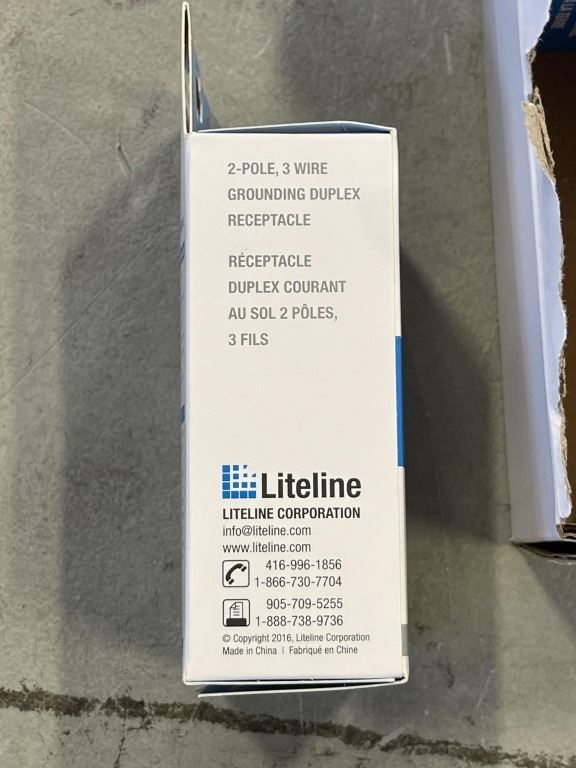 2-POLE, 3 WIRE
GROUNDING DUPLEX
RECEPTACLE
RÉCEPTACLE
DUPLEX COURANT
AU SOL 2 PÔLES,
3 FILS
Liteline
LITELINE CORPORATION
info@liteline.com
www.liteline.com
416-996-1856
1-866-730-7704
905-709-5255
1-888-738-9736
© Copyright 2016, Liteline Corporation
Made in China | Fabriqué en Chine